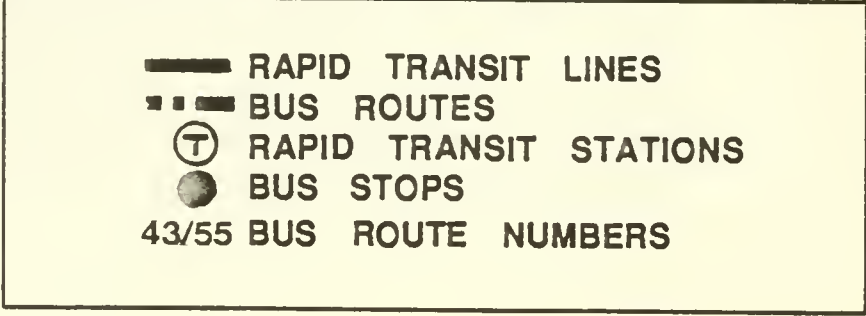 RAPID TRANSIT LINES
BUS ROUTES
T RAPID TRANSIT STATIONS
BUS STOPS
43/55 BUS ROUTE NUMBERS